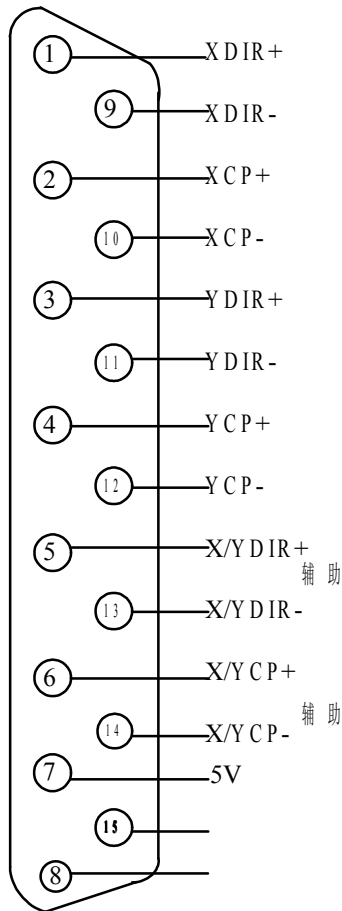 1 XDIR+
9 XDIR-
2 XCP+
10 XCP-
3 YDIR+
11 YDIR-
4 YCP+
12 YCP-
5 X/YDIR+
辅助
13 X/YDIR-
6 X/YCP+
辅助
14 X/YCP-
7 5V
15
8